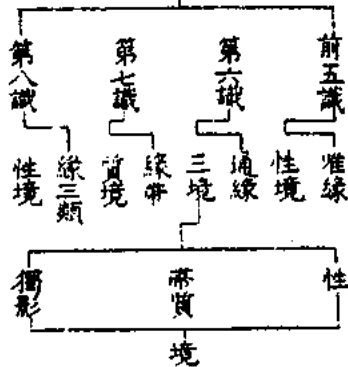 前五識
第六識
第七識
第八識
惟緣
性境
通緣
三境
緣帶
質境
緣三類
性境
性
帶質
獨影
境